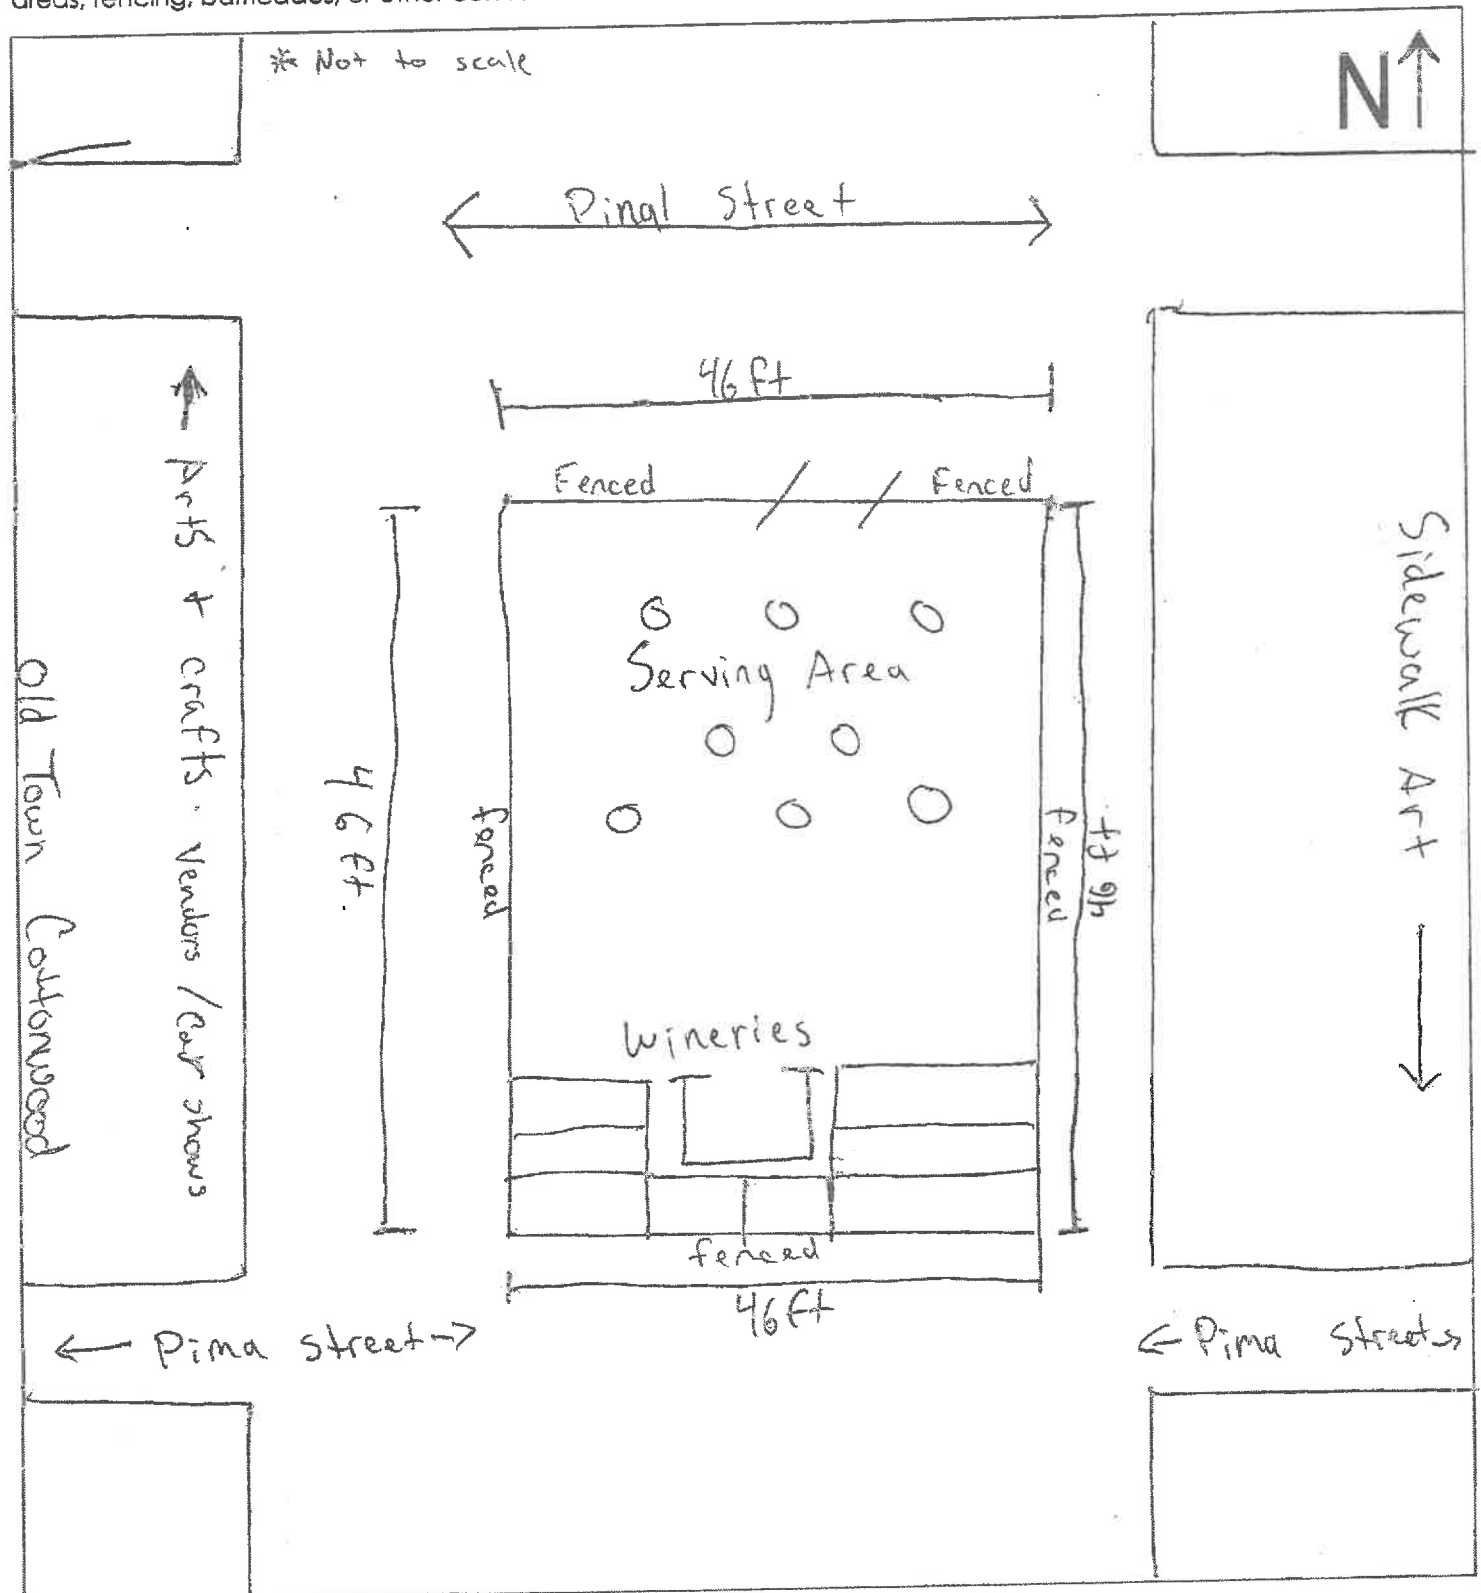 areas, fencing, barricades, or other
* Not to scale
N
Pinal Street
46 ft
Fenced
Fenced
Serving Area
46 ft.
fenced
fenced
46 ft
Sidewalk Art
Arts + crafts. Vendors / Car shows
Old Town Cottonwood
Wineries
fenced
46 ft
Pima Street
Pima Street